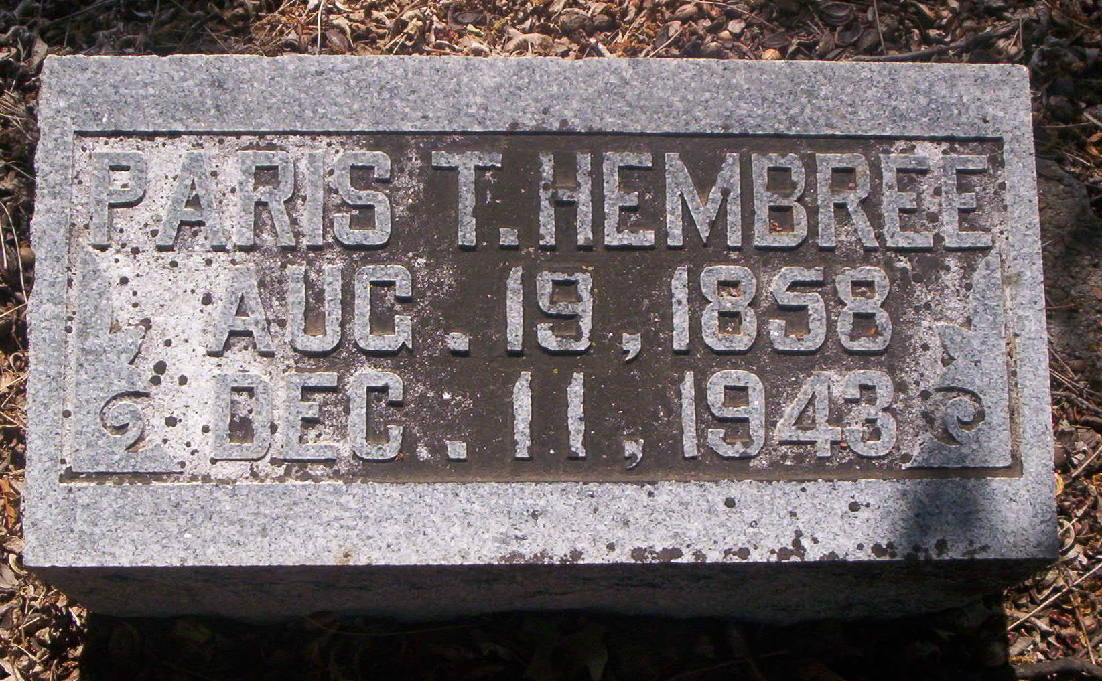 PARIS T. HEMBREE
AUG. 19, 1858
DEC. 11, 1943